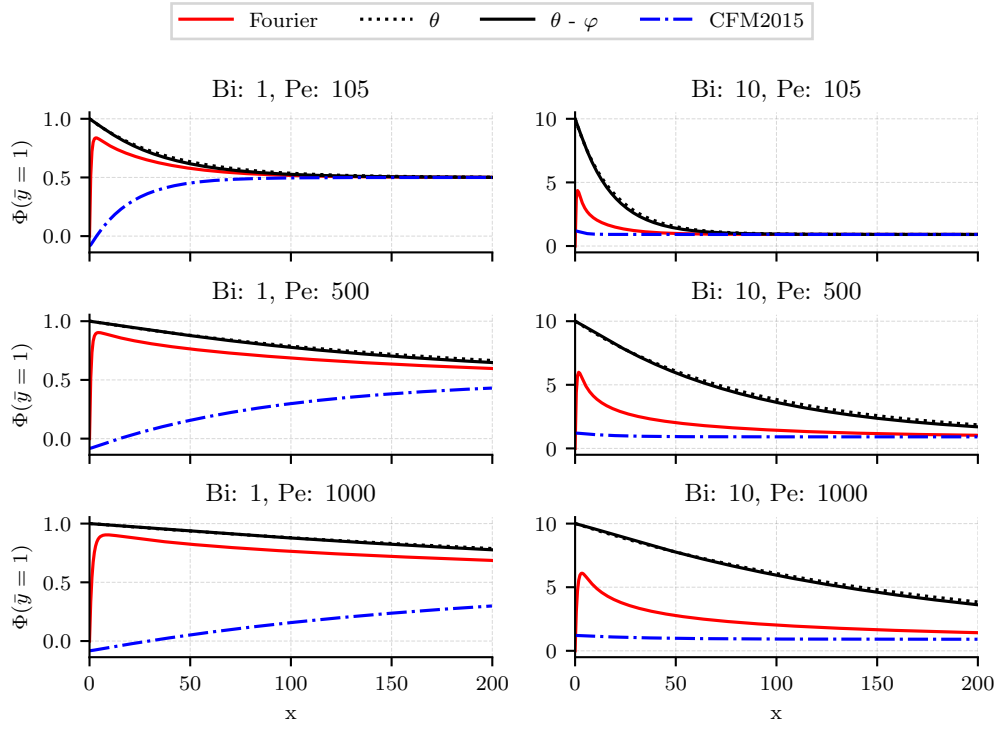 Fourier θ θ - φ CFM2015
Bi: 1, Pe: 105
Bi: 10, Pe: 105
Φ(ȳ = 1)
1.0
0.5
0.0
10
5
0
Bi: 1, Pe: 500
Bi: 10, Pe: 500
Φ(ȳ = 1)
1.0
0.5
0.0
10
5
0
Bi: 1, Pe: 1000
Bi: 10, Pe: 1000
Φ(ȳ = 1)
1.0
0.5
0.0
10
5
0
0 50 100 150 200
0 50 100 150 200
x
x